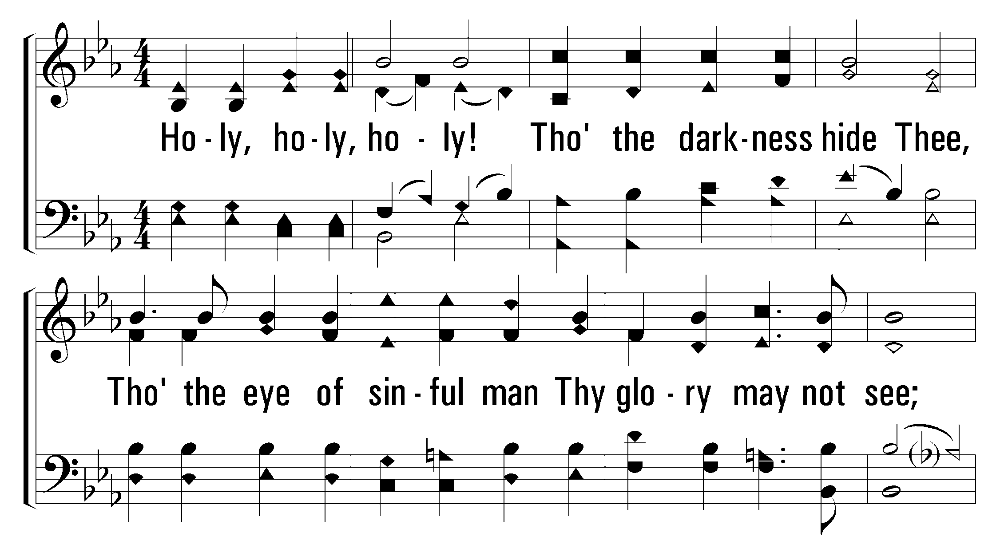 Ho - ly, ho - ly, ho - ly! Tho' the dark - ness hide Thee,
Tho' the eye of sin - ful man Thy glo - ry may not see;